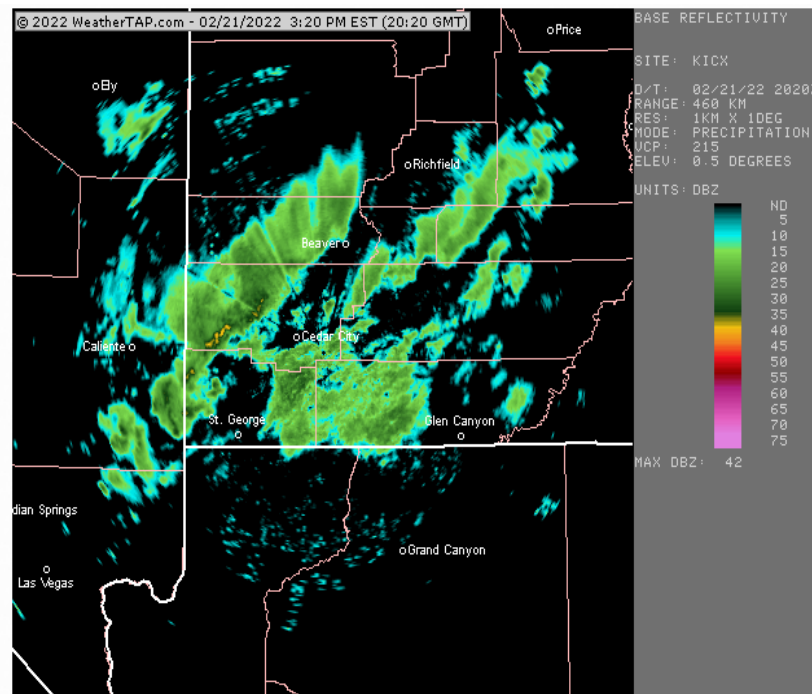 © 2022 WeatherTAP.com - 02/21/2022 3:20 PM EST (20:20 GMT)
BASE REFLECTIVITY
SITE: KICX
D/T: 02/21/22 2020
RANGE: 460 KM
RES: 1KM X 1DEG
MODE: PRECIPITATION
VCP: 215
ELEV: 0.5 DEGREES
UNITS: DBZ
ND
5
10
15
20
25
30
35
40
45
50
55
60
65
70
75
MAX DBZ: 42
Price
Ely
Richfield
Beaver
Cedar City
Caliente
St. George
Glen Canyon
dian Springs
Grand Canyon
Las Vegas